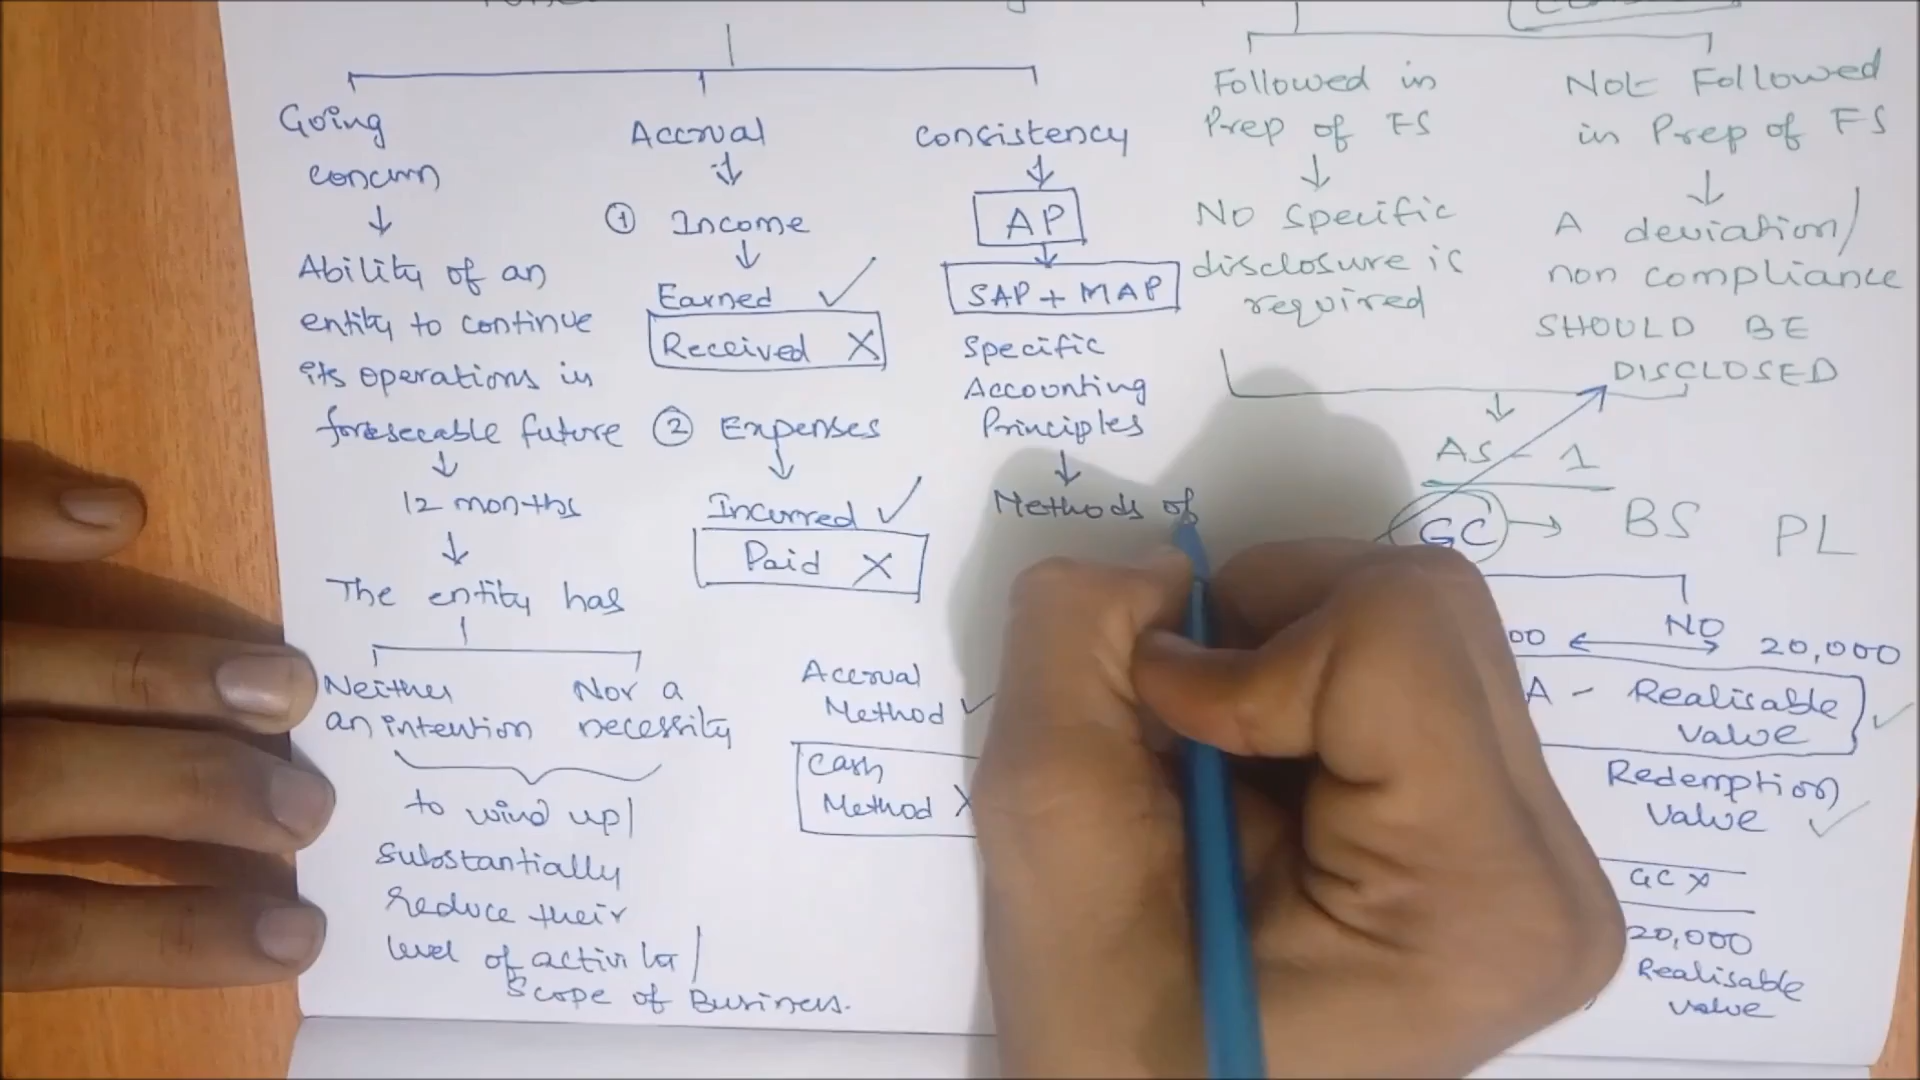 Going
concern
Ability of an
entity to continue
its operations in
foreseeable future
12 months
The entity has
Neither
an intention
Nor a
necessity
to wind up/
Substantially
reduce their
level of activity /
Scope of Business.
Accrual
① Income
Earned ✓
Received X
② Expenses
Incurred ✓
Paid X
Accrual
Method ✓
Cash
Method X
Consistency
AP
SAP + MAP
Specific
Accounting
Principles
Methods of
Followed in
Prep of FS
No specific
disclosure is
required
Not Followed
in Prep of FS
A deviation/
non compliance
SHOULD BE
DISCLOSED
AS - 1
GC → BS PL
NO
00 ↔ 20,000
A - Realisable
value ✓
Redemption
Value ✓
GC X
20,000
Realisable
value